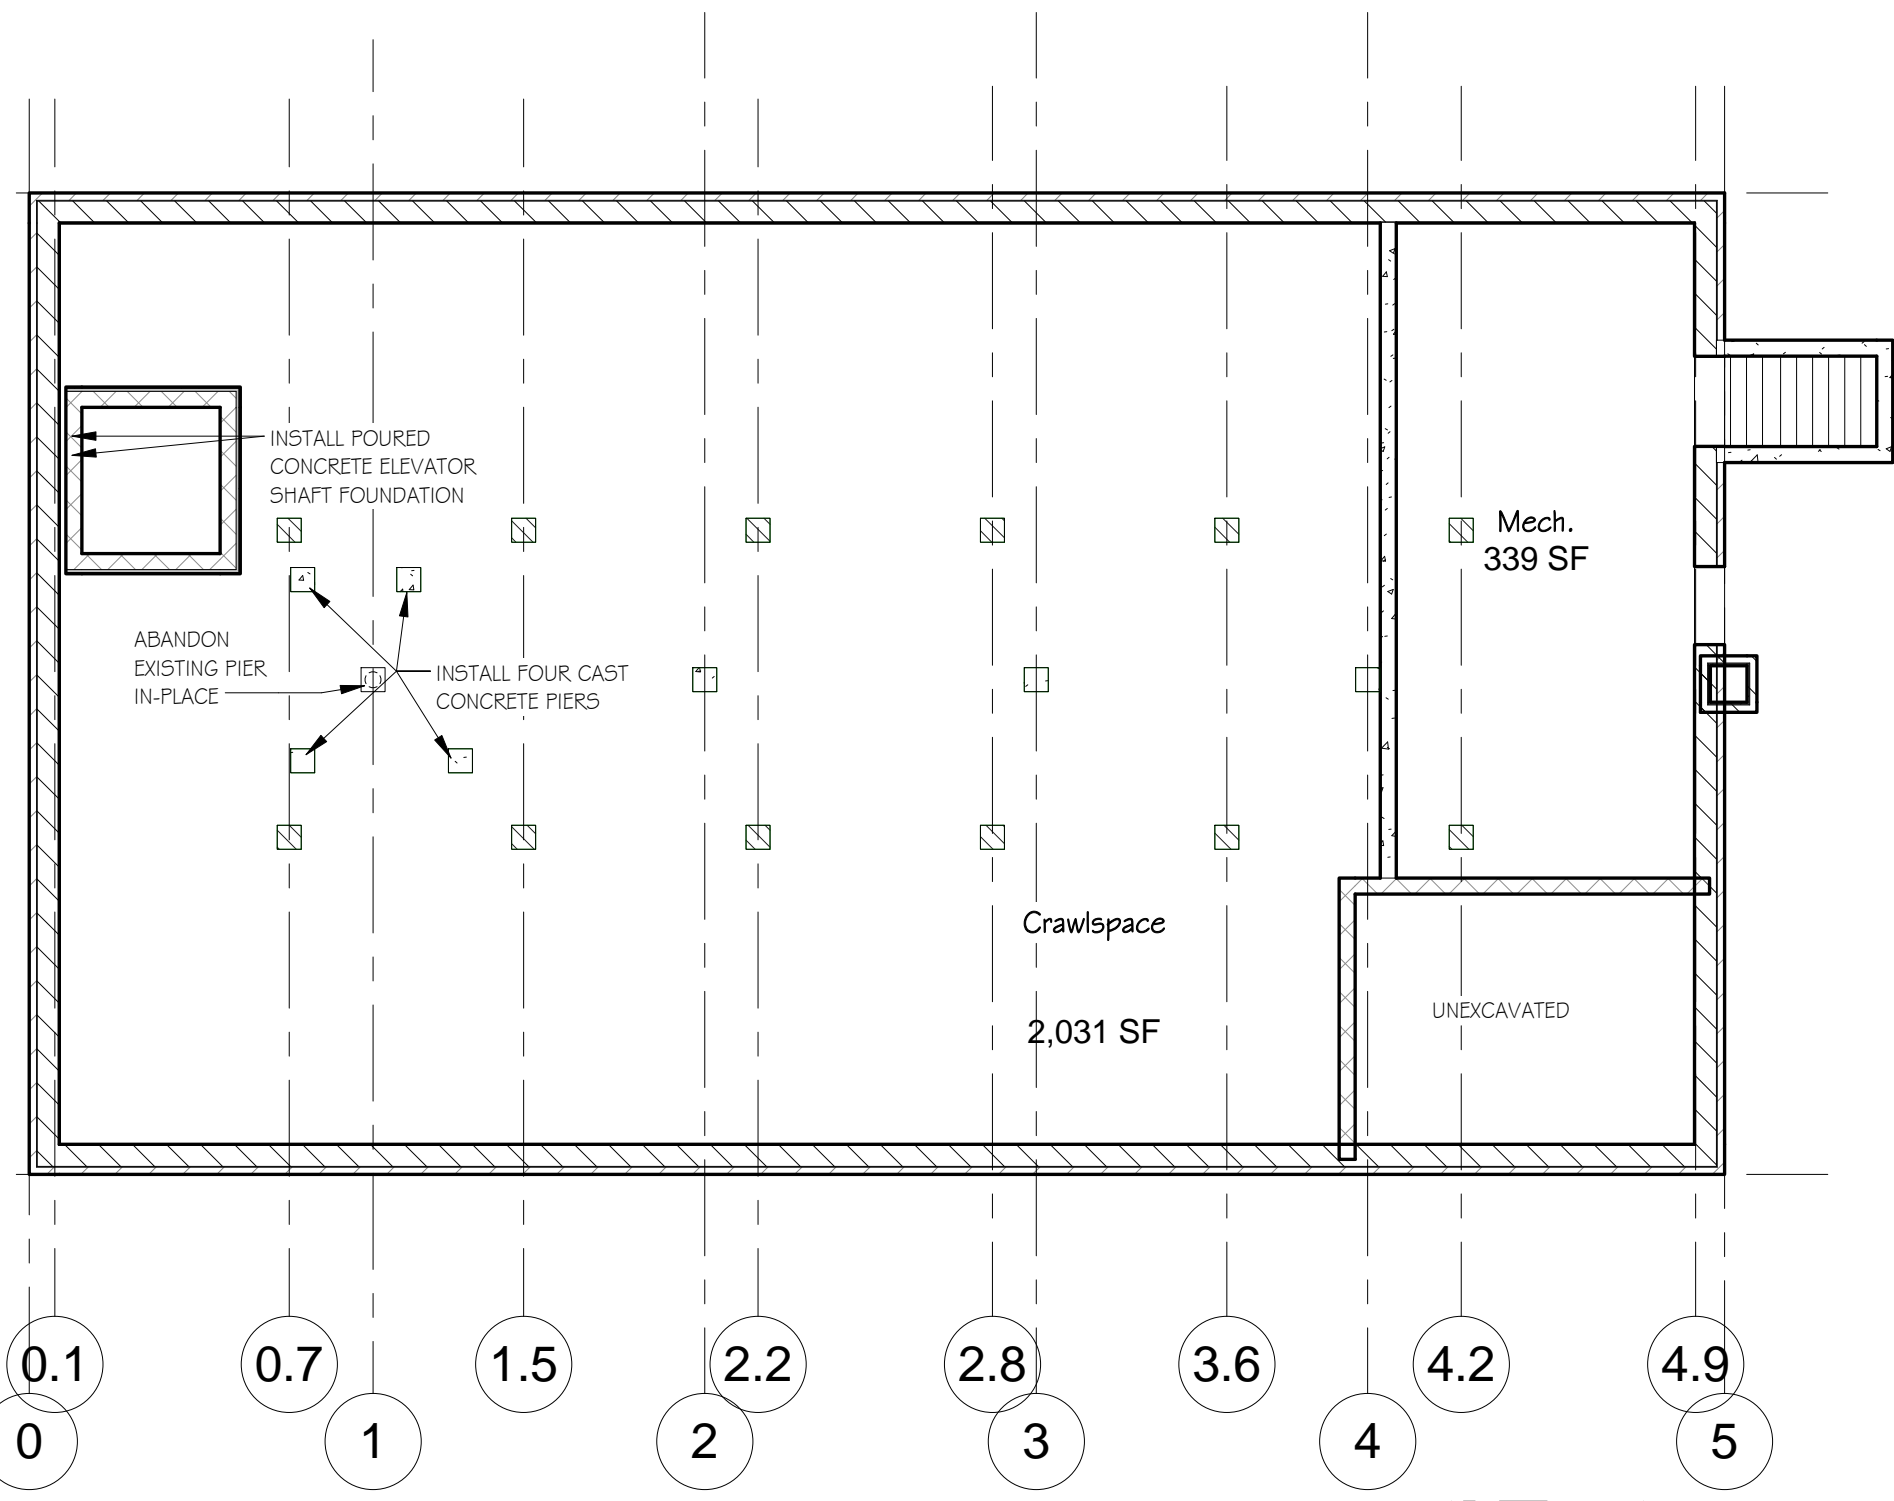 INSTALL POURED
CONCRETE ELEVATOR
SHAFT FOUNDATION
Mech.
339 SF
ABANDON
EXISTING PIER
IN-PLACE
INSTALL FOUR CAST
CONCRETE PIERS
Crawlspace
2,031 SF
UNEXCAVATED
0.1
0.7
1.5
2.2
2.8
3.6
4.2
4.9
0
1
2
3
4
5